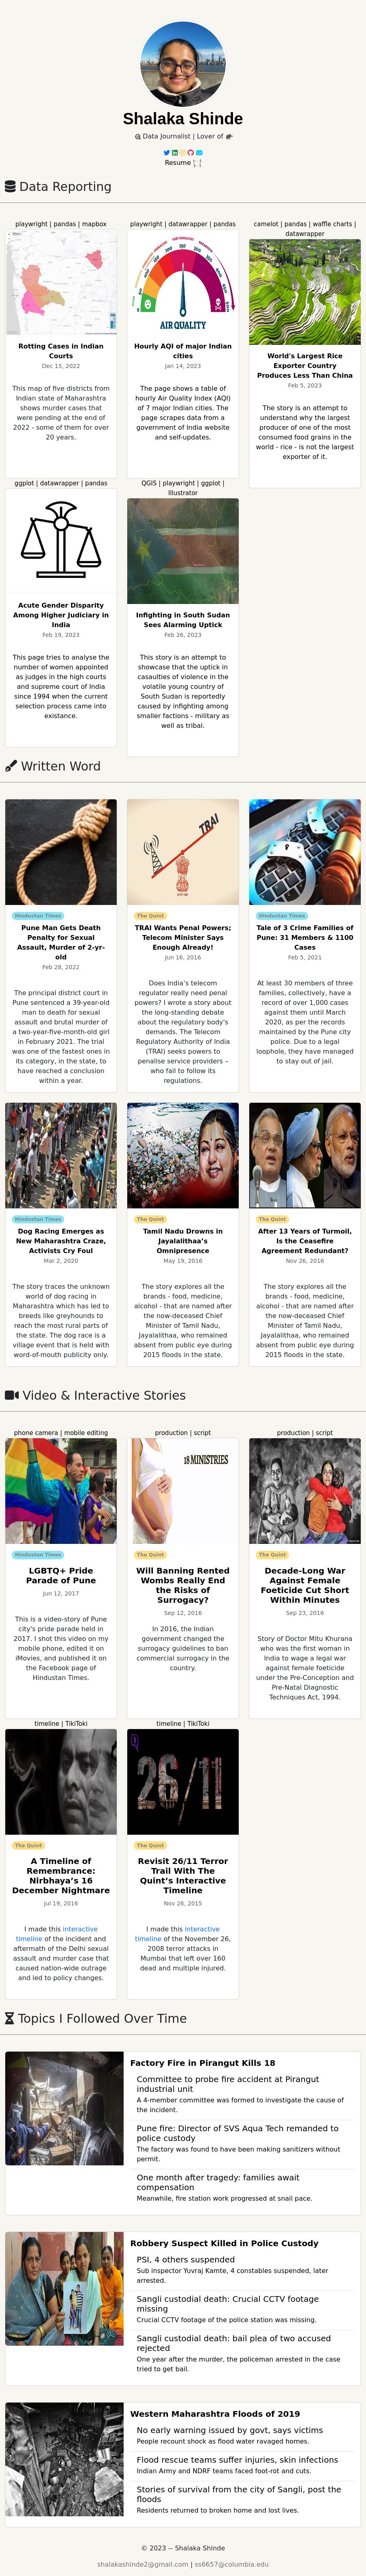 Shalaka Shinde
Data Journalist | Lover of
Resume
Data Reporting
playwright | pandas | mapbox
Rotting Cases in Indian
Courts
Dec 15, 2022
This map of five districts from
Indian state of Maharashtra
shows murder cases that
were pending at the end of
2022 - some of them for over
20 years.
playwright | datawrapper | pandas
AIR QUALITY
Hourly AQI of major Indian
cities
Jan 14, 2023
The page shows a table of
hourly Air Quality Index (AQI)
of 7 major Indian cities. The
page scrapes data from a
government of India website
and self-updates.
camelot | pandas | waffle charts |
datawrapper
World's Largest Rice
Exporter Country
Produces Less Than China
Feb 5, 2023
The story is an attempt to
understand why the largest
producer of one of the most
consumed food grains in the
world - rice - is not the largest
exporter of it.
ggplot | datawrapper | pandas
Acute Gender Disparity
Among Higher Judiciary in
India
Feb 19, 2023
This page tries to analyse the
number of women appointed
as judges in the high courts
and supreme court of India
since 1994 when the current
selection process came into
existance.
QGIS | playwright | ggplot |
Illustrator
Infighting in South Sudan
Sees Alarming Uptick
Feb 26, 2023
This story is an attempt to
showcase that the uptick in
casualties of violence in the
volatile young country of
South Sudan is reportedly
caused by infighting among
smaller factions - military as
well as tribal.
Written Word
Hindustan Times
Pune Man Gets Death
Penalty for Sexual
Assault, Murder of 2-yr-
old
Feb 28, 2022
The principal district court in
Pune sentenced a 39-year-old
man to death for sexual
assault and brutal murder of
a two-year-five-month-old girl
in February 2021. The trial
was one of the fastest ones in
its category, in the state, to
have reached a conclusion
within a year.
TRAI
The Quint
TRAI Wants Penal Powers;
Telecom Minister Says
Enough Already!
Jun 16, 2016
Does India's telecom
regulator really need penal
powers? I wrote a story about
the long-standing debate
about the regulatory body's
demands. The Telecom
Regulatory Authority of India
(TRAI) seeks powers to
penalise service providers –
who fail to follow its
regulations.
Hindustan Times
Tale of 3 Crime Families of
Pune: 31 Members & 1100
Cases
Feb 5, 2021
At least 30 members of three
families, collectively, have a
record of over 1,000 cases
against them until March
2020, as per the records
maintained by the Pune city
police. Due to a legal
loophole, they have managed
to stay out of jail.
Hindustan Times
Dog Racing Emerges as
New Maharashtra Craze,
Activists Cry Foul
Mar 2, 2020
The story traces the unknown
world of dog racing in
Maharashtra which has led to
breeds like greyhounds to
reach the most rural parts of
the state. The dog race is a
village event that is held with
word-of-mouth publicity only.
The Quint
Tamil Nadu Drowns in
Jayalalithaa's
Omnipresence
May 19, 2016
The story explores all the
brands - food, medicine,
alcohol - that are named after
the now-deceased Chief
Minister of Tamil Nadu,
Jayalalithaa, who remained
absent from public eye during
2015 floods in the state.
The Quint
After 13 Years of Turmoil,
Is the Ceasefire
Agreement Redundant?
Nov 26, 2016
The story explores all the
brands - food, medicine,
alcohol - that are named after
the now-deceased Chief
Minister of Tamil Nadu,
Jayalalithaa, who remained
absent from public eye during
2015 floods in the state.
Video & Interactive Stories
phone camera | mobile editing
Hindustan Times
LGBTQ+ Pride
Parade of Pune
Jun 12, 2017
This is a video-story of Pune
city's pride parade held in
2017. I shot this video on my
mobile phone, edited it on
iMovies, and published it on
the Facebook page of
Hindustan Times.
production | script
18 MINISTRIES
The Quint
Will Banning Rented
Wombs Really End
the Risks of
Surrogacy?
Sep 12, 2016
In 2016, the Indian
government changed the
surrogacy guidelines to ban
commercial surrogacy in the
country.
production | script
The Quint
Decade-Long War
Against Female
Foeticide Cut Short
Within Minutes
Sep 23, 2016
Story of Doctor Mitu Khurana
who was the first woman in
India to wage a legal war
against female foeticide
under the Pre-Conception and
Pre-Natal Diagnostic
Techniques Act, 1994.
timeline | TikiToki
The Quint
A Timeline of
Remembrance:
Nirbhaya's 16
December Nightmare
Jul 19, 2016
I made this interactive
timeline of the incident and
aftermath of the Delhi sexual
assault and murder case that
caused nation-wide outrage
and led to policy changes.
timeline | TikiToki
26/11
The Quint
Revisit 26/11 Terror
Trail With The
Quint's Interactive
Timeline
Nov 26, 2015
I made this interactive
timeline of the November 26,
2008 terror attacks in
Mumbai that left over 160
dead and multiple injured.
Topics I Followed Over Time
Factory Fire in Pirangut Kills 18
Committee to probe fire accident at Pirangut
industrial unit
A 4-member committee was formed to investigate the cause of
the incident.
Pune fire: Director of SVS Aqua Tech remanded to
police custody
The factory was found to have been making sanitizers without
permit.
One month after tragedy: families await
compensation
Meanwhile, fire station work progressed at snail pace.
Robbery Suspect Killed in Police Custody
PSI, 4 others suspended
Sub inspector Yuvraj Kamte, 4 constables suspended, later
arrested.
Sangli custodial death: Crucial CCTV footage
missing
Crucial CCTV footage of the police station was missing.
Sangli custodial death: bail plea of two accused
rejected
One year after the murder, the policeman arrested in the case
tried to get bail.
Western Maharashtra Floods of 2019
No early warning issued by govt, says victims
People recount shock as flood water ravaged homes.
Flood rescue teams suffer injuries, skin infections
Indian Army and NDRF teams faced foot-rot and cuts.
Stories of survival from the city of Sangli, post the
floods
Residents returned to broken home and lost lives.
© 2023 -- Shalaka Shinde
shalakashinde2@gmail.com | ss6657@columbia.edu